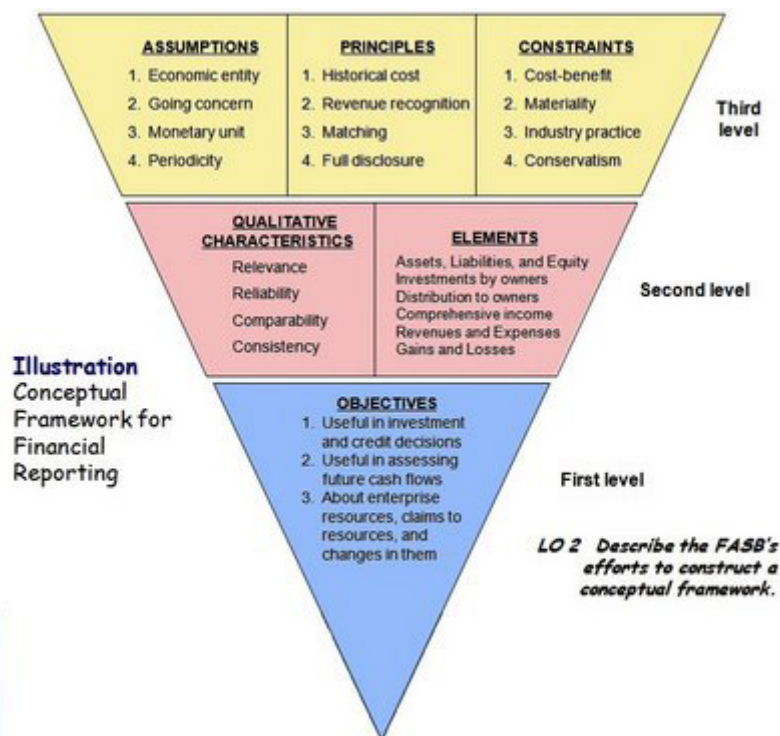 ASSUMPTIONS
1. Economic entity
2. Going concern
3. Monetary unit
4. Periodicity
PRINCIPLES
1. Historical cost
2. Revenue recognition
3. Matching
4. Full disclosure
CONSTRAINTS
1. Cost-benefit
2. Materiality
3. Industry practice
4. Conservatism
Third
level
QUALITATIVE
CHARACTERISTICS
Relevance
Reliability
Comparability
Consistency
ELEMENTS
Assets, Liabilities, and Equity
Investments by owners
Distribution to owners
Comprehensive income
Revenues and Expenses
Gains and Losses
Second level
Illustration
Conceptual
Framework for
Financial
Reporting
OBJECTIVES
1. Useful in investment
and credit decisions
2. Useful in assessing
future cash flows
3. About enterprise
resources, claims to
resources, and
changes in them
First level
LO 2 Describe the FASB's
efforts to construct a
conceptual framework.